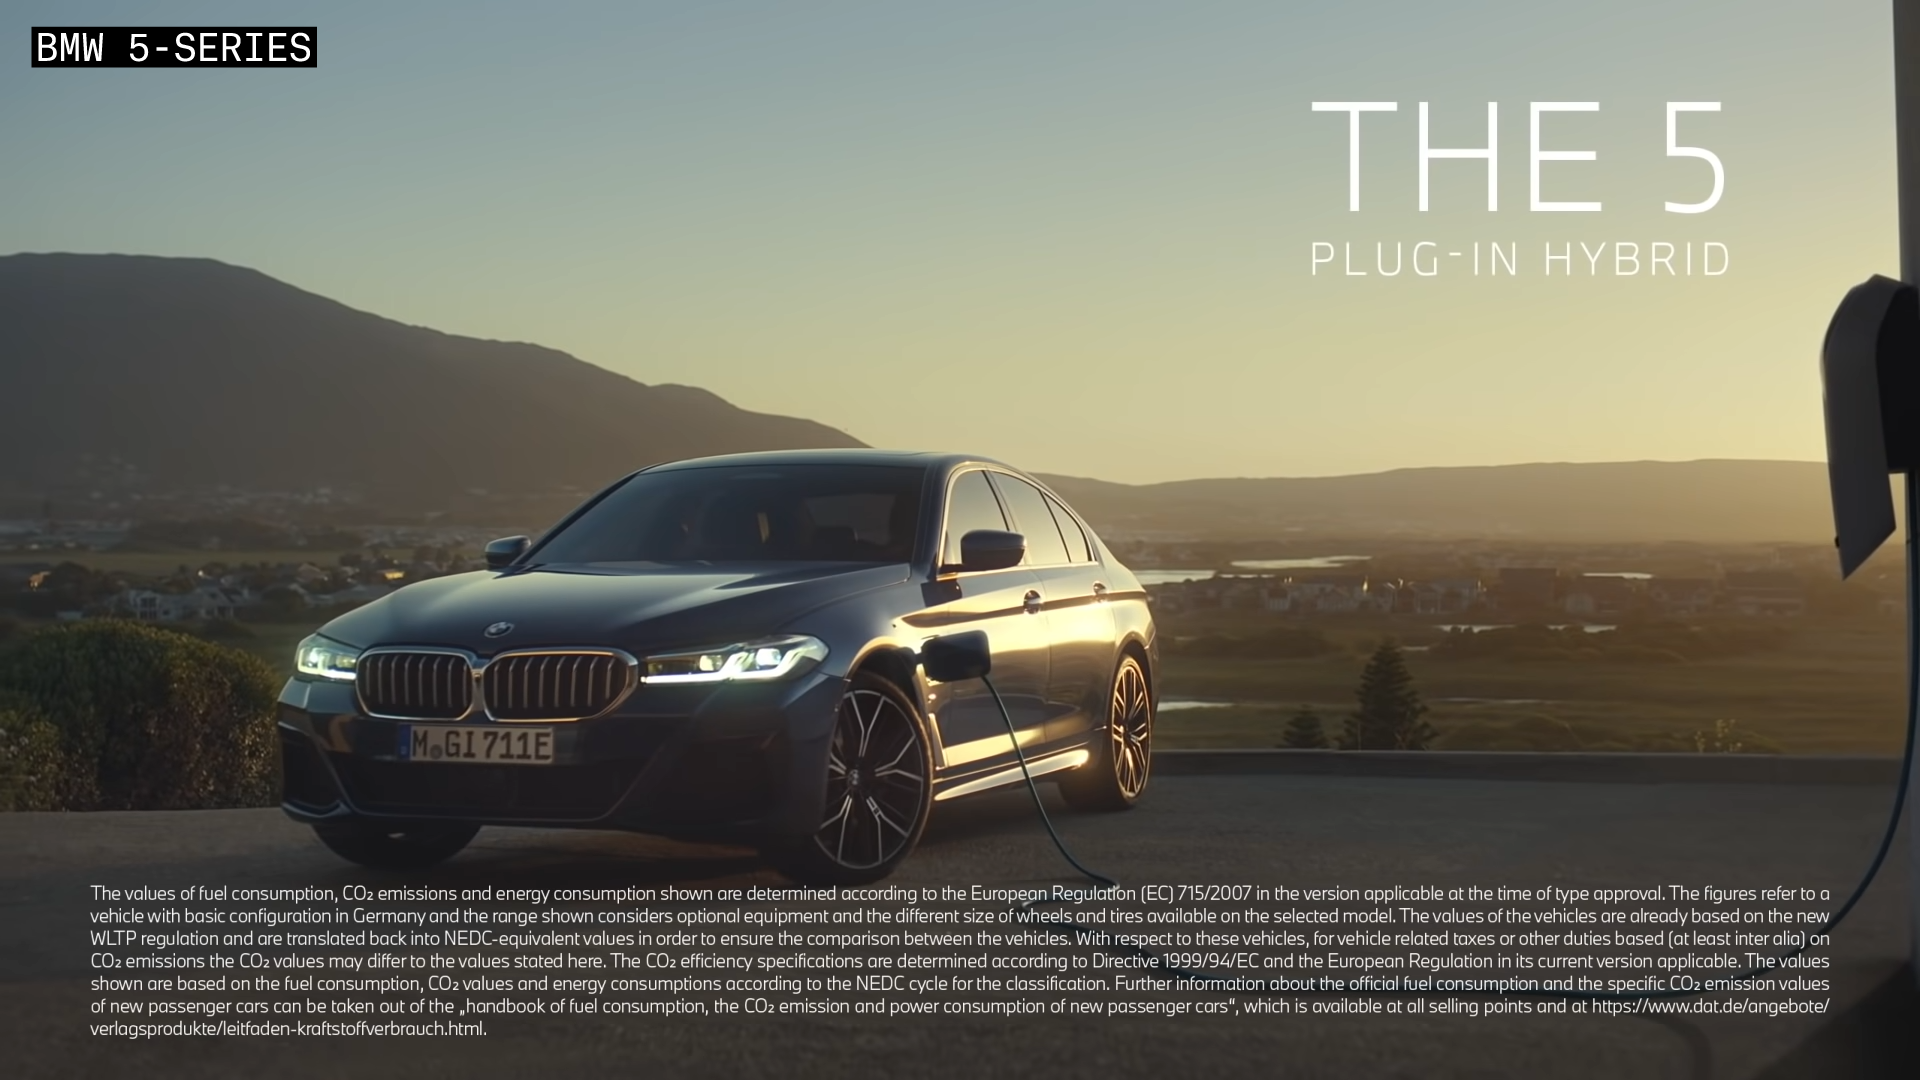 BMW 5-SERIES
THE 5
PLUG-IN HYBRID
M GI 711E
The values of fuel consumption, CO₂ emissions and energy consumption shown are determined according to the European Regulation (EC) 715/2007 in the version applicable at the time of type approval. The figures refer to a
vehicle with basic configuration in Germany and the range shown considers optional equipment and the different size of wheels and tires available on the selected model. The values of the vehicles are already based on the new
WLTP regulation and are translated back into NEDC-equivalent values in order to ensure the comparison between the vehicles. With respect to these vehicles, for vehicle related taxes or other duties based (at least inter alia) on
CO₂ emissions the CO₂ values may differ to the values stated here. The CO₂ efficiency specifications are determined according to Directive 1999/94/EC and the European Regulation in its current version applicable. The values
shown are based on the fuel consumption, CO₂ values and energy consumptions according to the NEDC cycle for the classification. Further information about the official fuel consumption and the specific CO₂ emission values
of new passenger cars can be taken out of the „handbook of fuel consumption, the CO₂ emission and power consumption of new passenger cars“, which is available at all selling points and at https://www.dat.de/angebote/
verlagsprodukte/leitfaden-kraftstoffverbrauch.html.